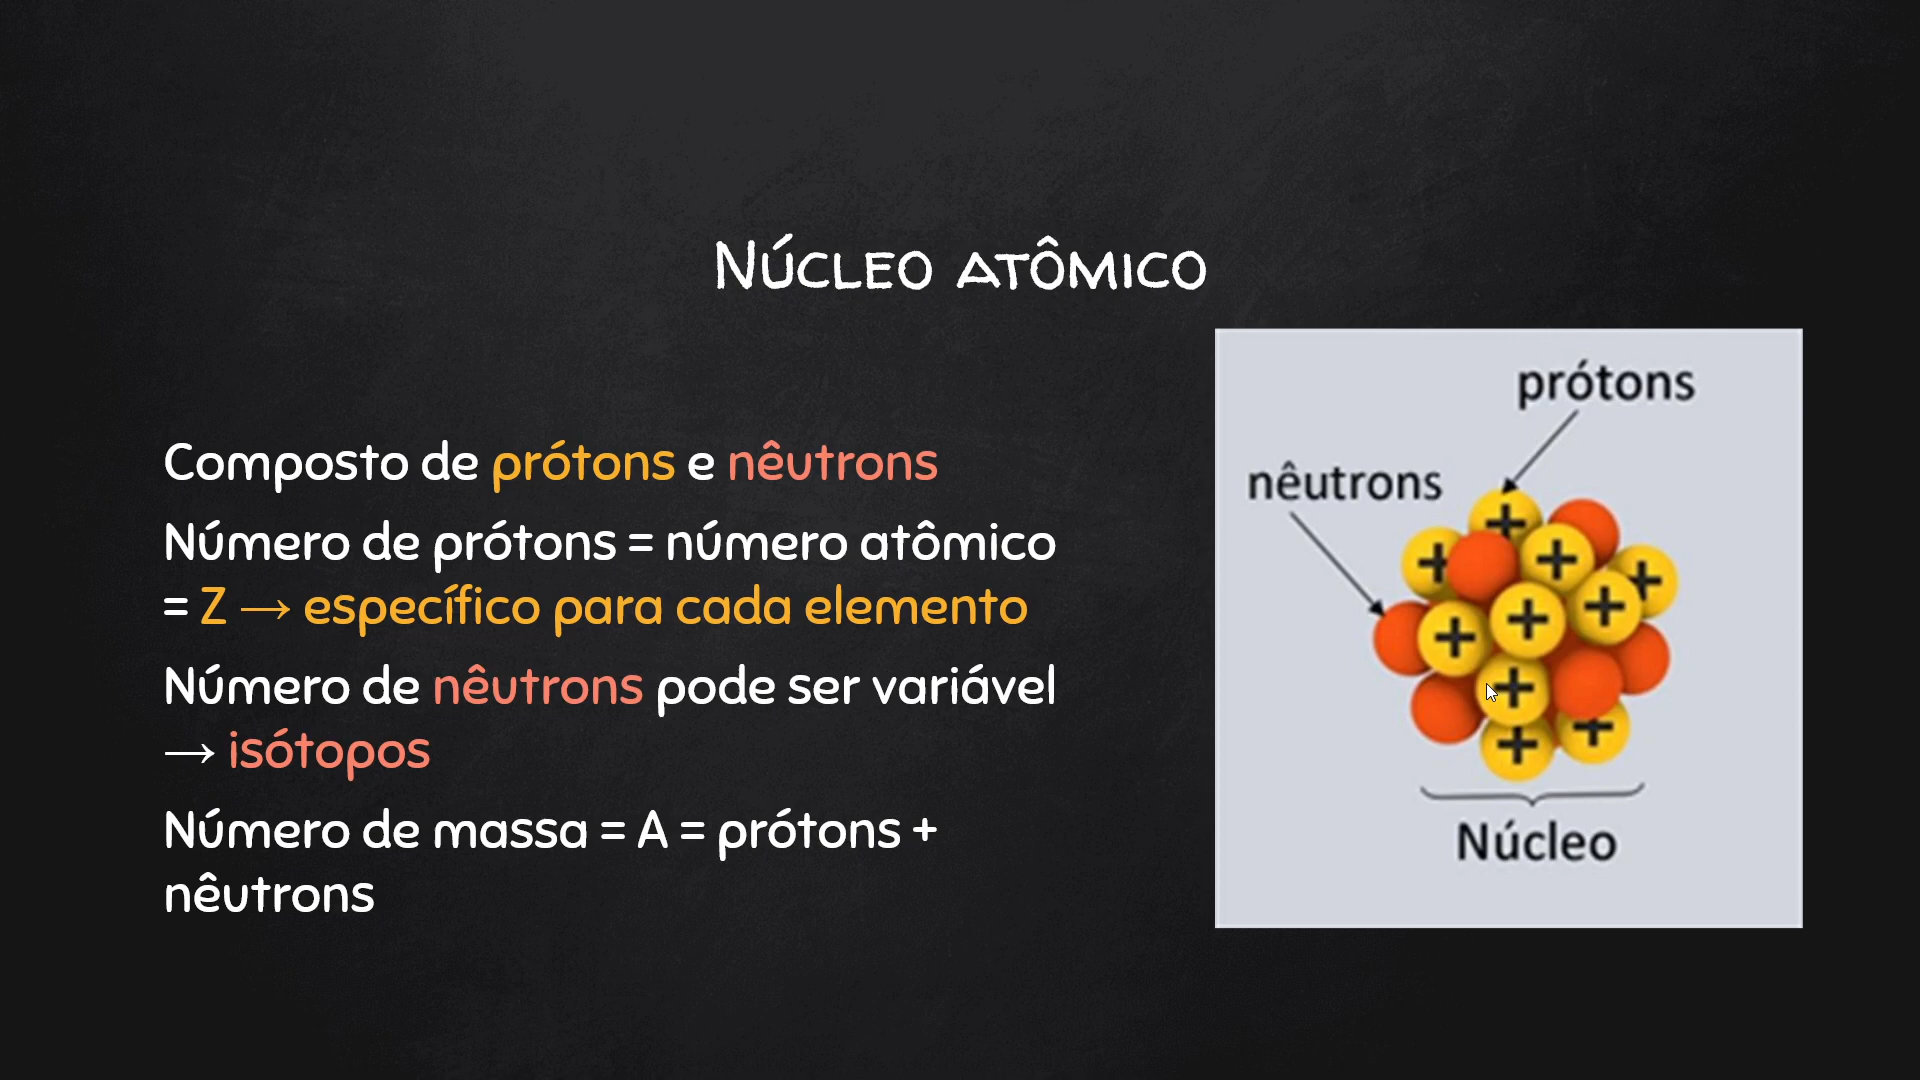 Núcleo atômico
Composto de prótons e nêutrons
Número de prótons = número atômico
= Z → específico para cada elemento
Número de nêutrons pode ser variável
→ isótopos
Número de massa = A = prótons +
nêutrons
prótons
nêutrons
+
+
+
+
+
+
+
+
+
+
Núcleo